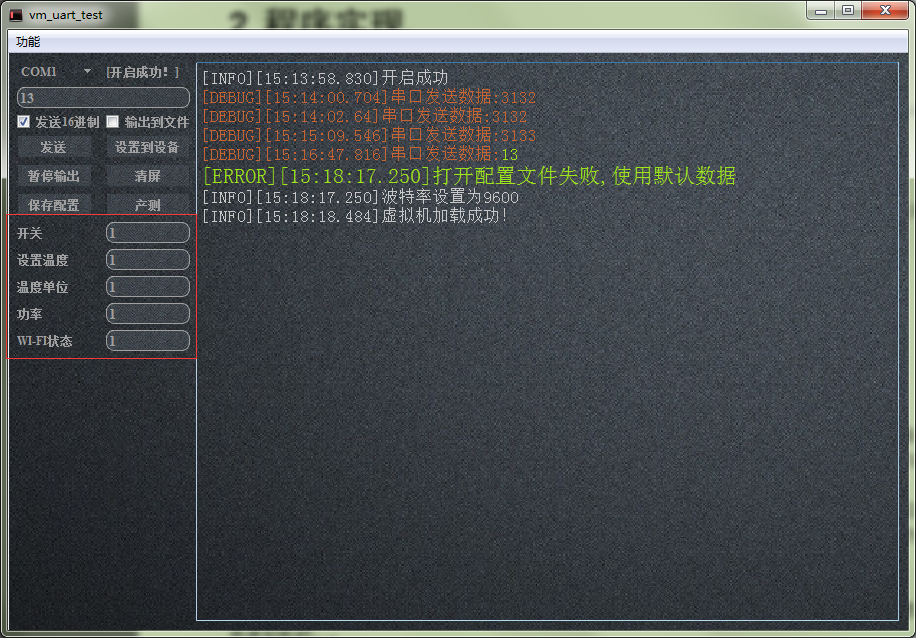 2 程序实现
vm_uart_test
功能
COM1 [开启成功！]
13
发送16进制 输出到文件
发送 设置到设备
暂停输出 清屏
保存配置 产测
开关 1
设置温度 1
温度单位 1
功率 1
WI-FI状态 1
[INFO][15:13:58.830]开启成功
[DEBUG][15:14:00.704]串口发送数据:3132
[DEBUG][15:14:02.64]串口发送数据:3132
[DEBUG][15:15:09.546]串口发送数据:3133
[DEBUG][15:16:47.816]串口发送数据:13
[ERROR][15:18:17.250]打开配置文件失败,使用默认数据
[INFO][15:18:17.250]波特率设置为9600
[INFO][15:18:18.484]虚拟机加载成功!